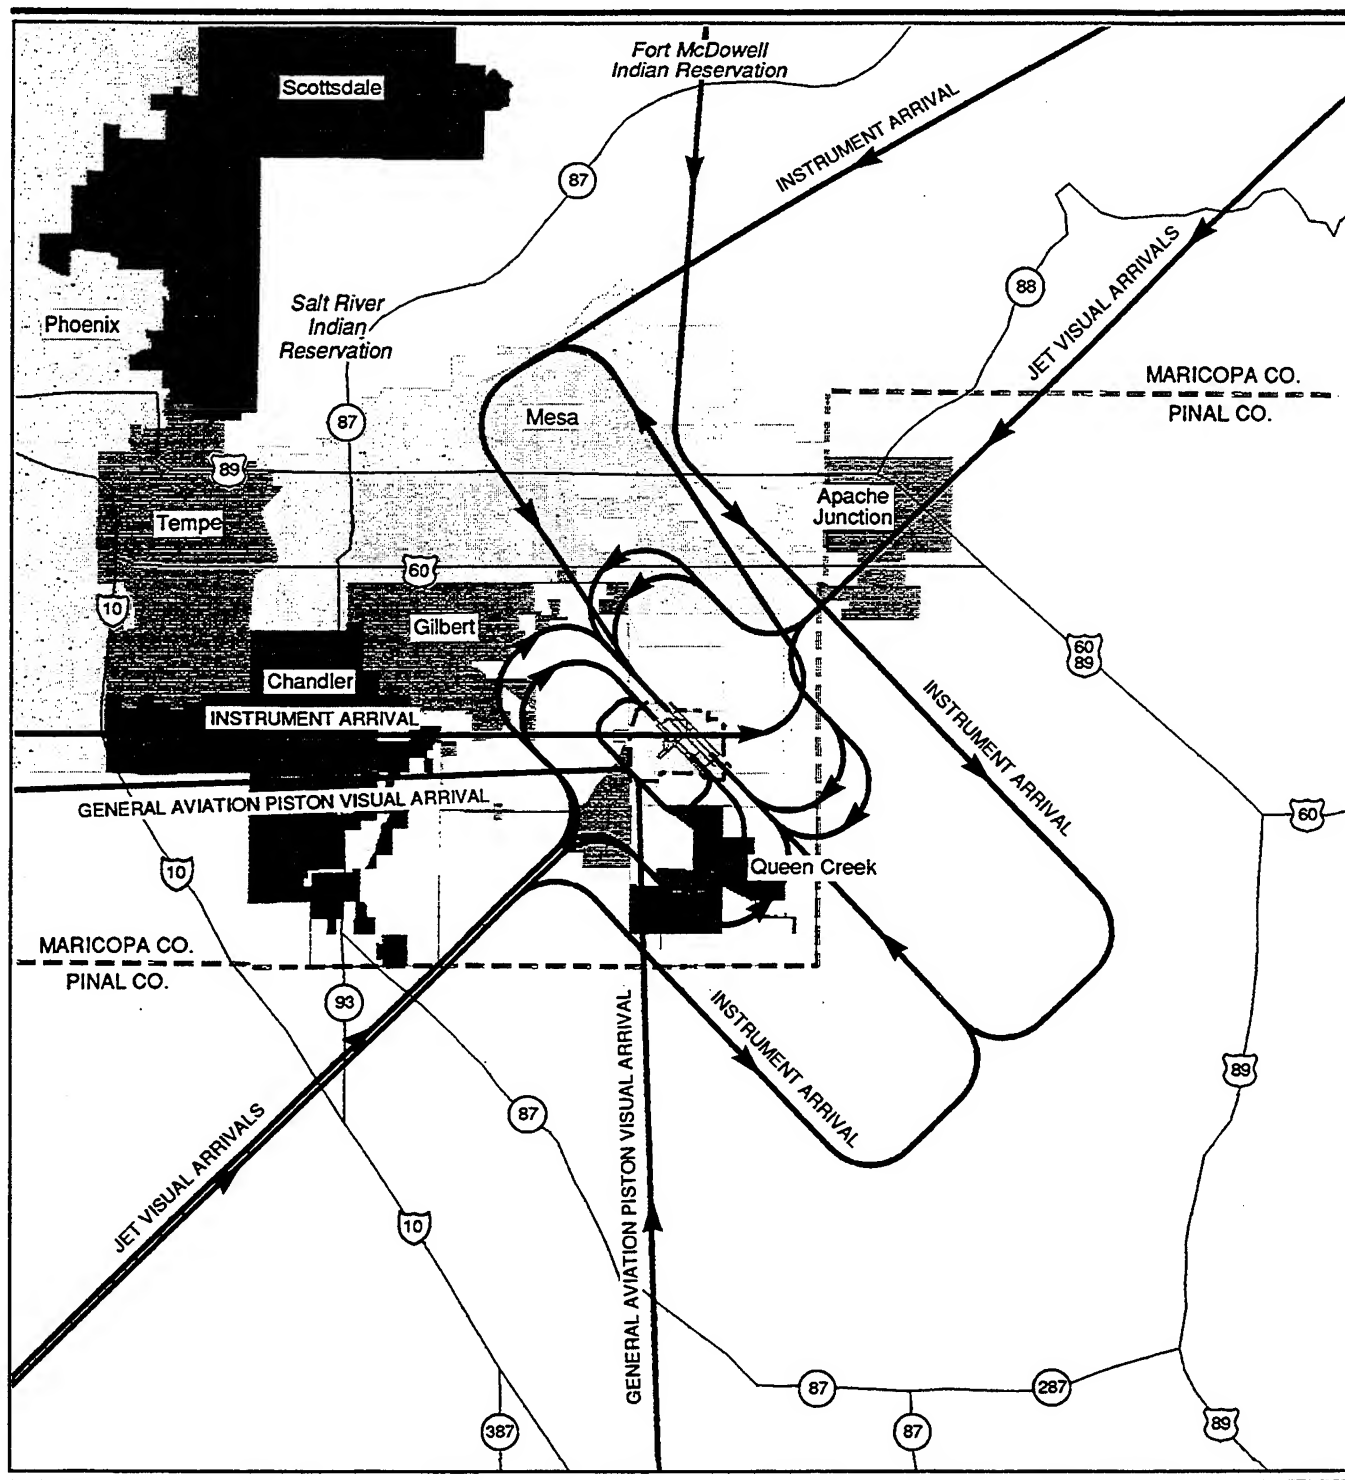 Fort McDowell
Indian Reservation
Scottsdale
INSTRUMENT ARRIVAL
87
JET VISUAL ARRIVALS
88
Salt River
Indian
Reservation
Phoenix
MARICOPA CO.
PINAL CO.
Mesa
87
89
Apache
Junction
Tempe
60
10
Gilbert
60
89
Chandler
INSTRUMENT ARRIVAL
INSTRUMENT ARRIVAL
GENERAL AVIATION PISTON VISUAL ARRIVAL
60
Queen Creek
10
MARICOPA CO.
PINAL CO.
93
INSTRUMENT ARRIVAL
GENERAL AVIATION PISTON VISUAL ARRIVAL
89
87
JET VISUAL ARRIVALS
10
87
287
387
87
89